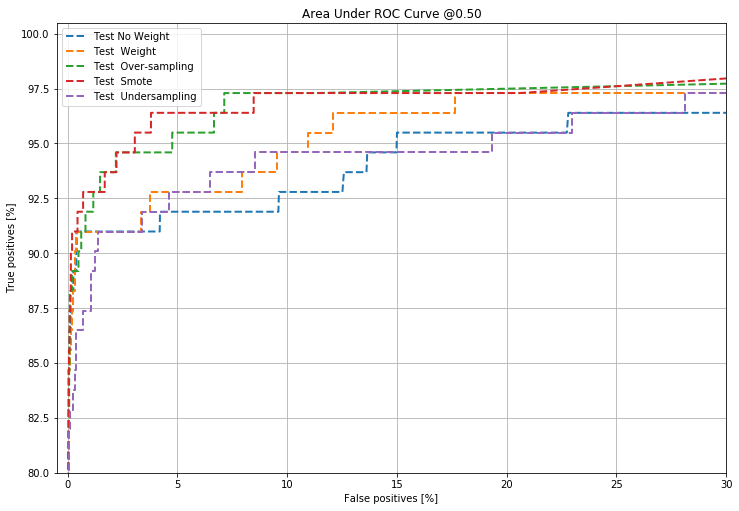 Area Under ROC Curve @0.50
100.0
97.5
95.0
92.5
90.0
87.5
85.0
82.5
80.0
True positives [%]
Test No Weight
Test  Weight
Test  Over-sampling
Test  Smote
Test  Undersampling
0
5
10
15
20
25
30
False positives [%]